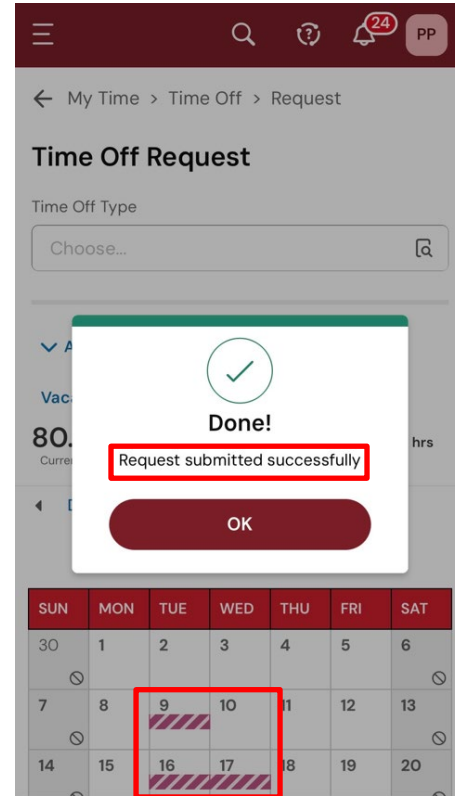 24
PP
My Time > Time Off > Request
Time Off Request
Time Off Type
Choose...
80.
hrs
Done!
Request submitted successfully
OK
SUN MON TUE WED THU FRI SAT
30 1 2 3 4 5 6
7 8 9 10 11 12 13
14 15 16 17 18 19 20